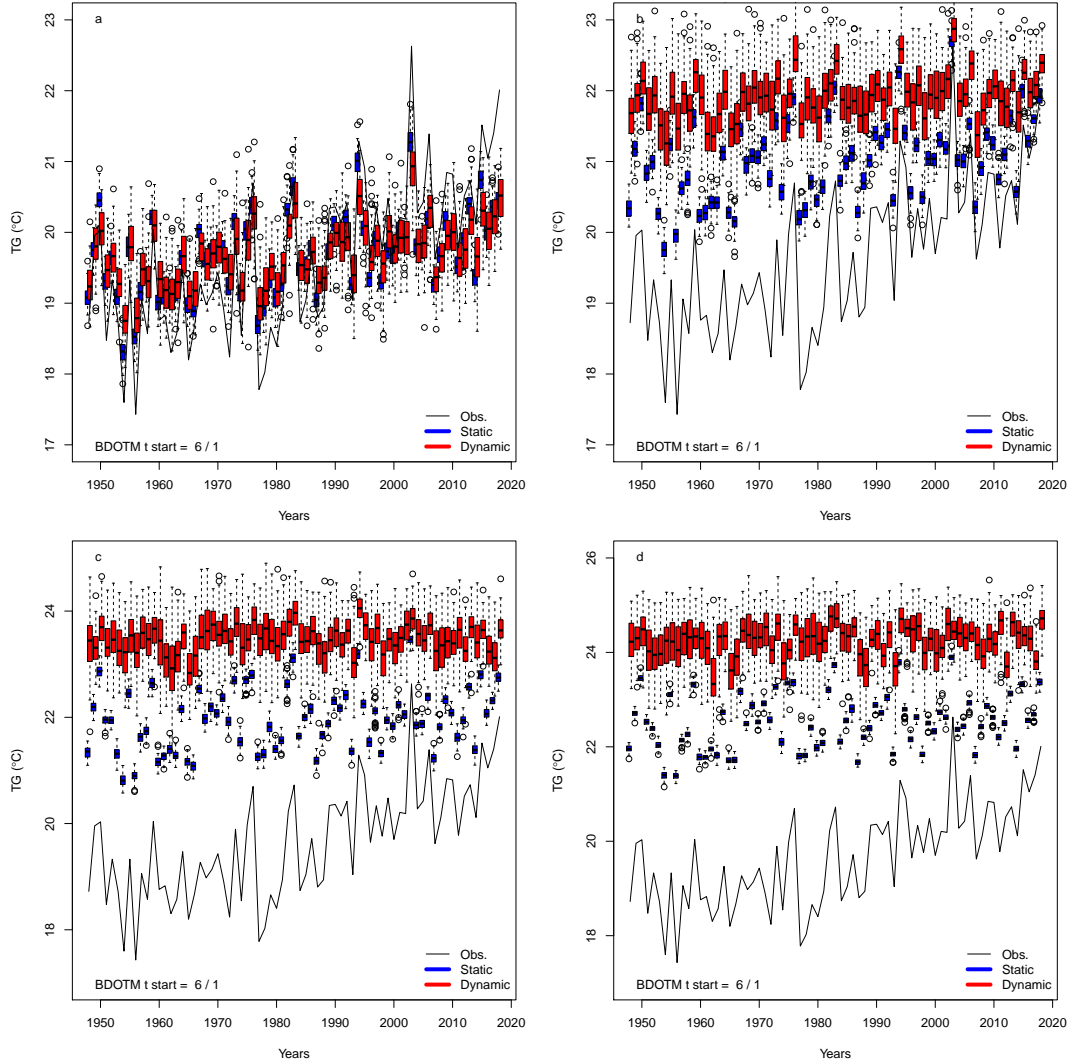 a
TG (°C)
23
22
21
20
19
18
17
Obs.
Static
Dynamic
BDOTM t start = 6 / 1
1950 1960 1970 1980 1990 2000 2010 2020
Years
b
TG (°C)
23
22
21
20
19
18
17
Obs.
Static
Dynamic
BDOTM t start = 6 / 1
1950 1960 1970 1980 1990 2000 2010 2020
Years
c
TG (°C)
24
22
20
18
Obs.
Static
Dynamic
BDOTM t start = 6 / 1
1950 1960 1970 1980 1990 2000 2010 2020
Years
d
TG (°C)
26
24
22
20
18
Obs.
Static
Dynamic
BDOTM t start = 6 / 1
1950 1960 1970 1980 1990 2000 2010 2020
Years